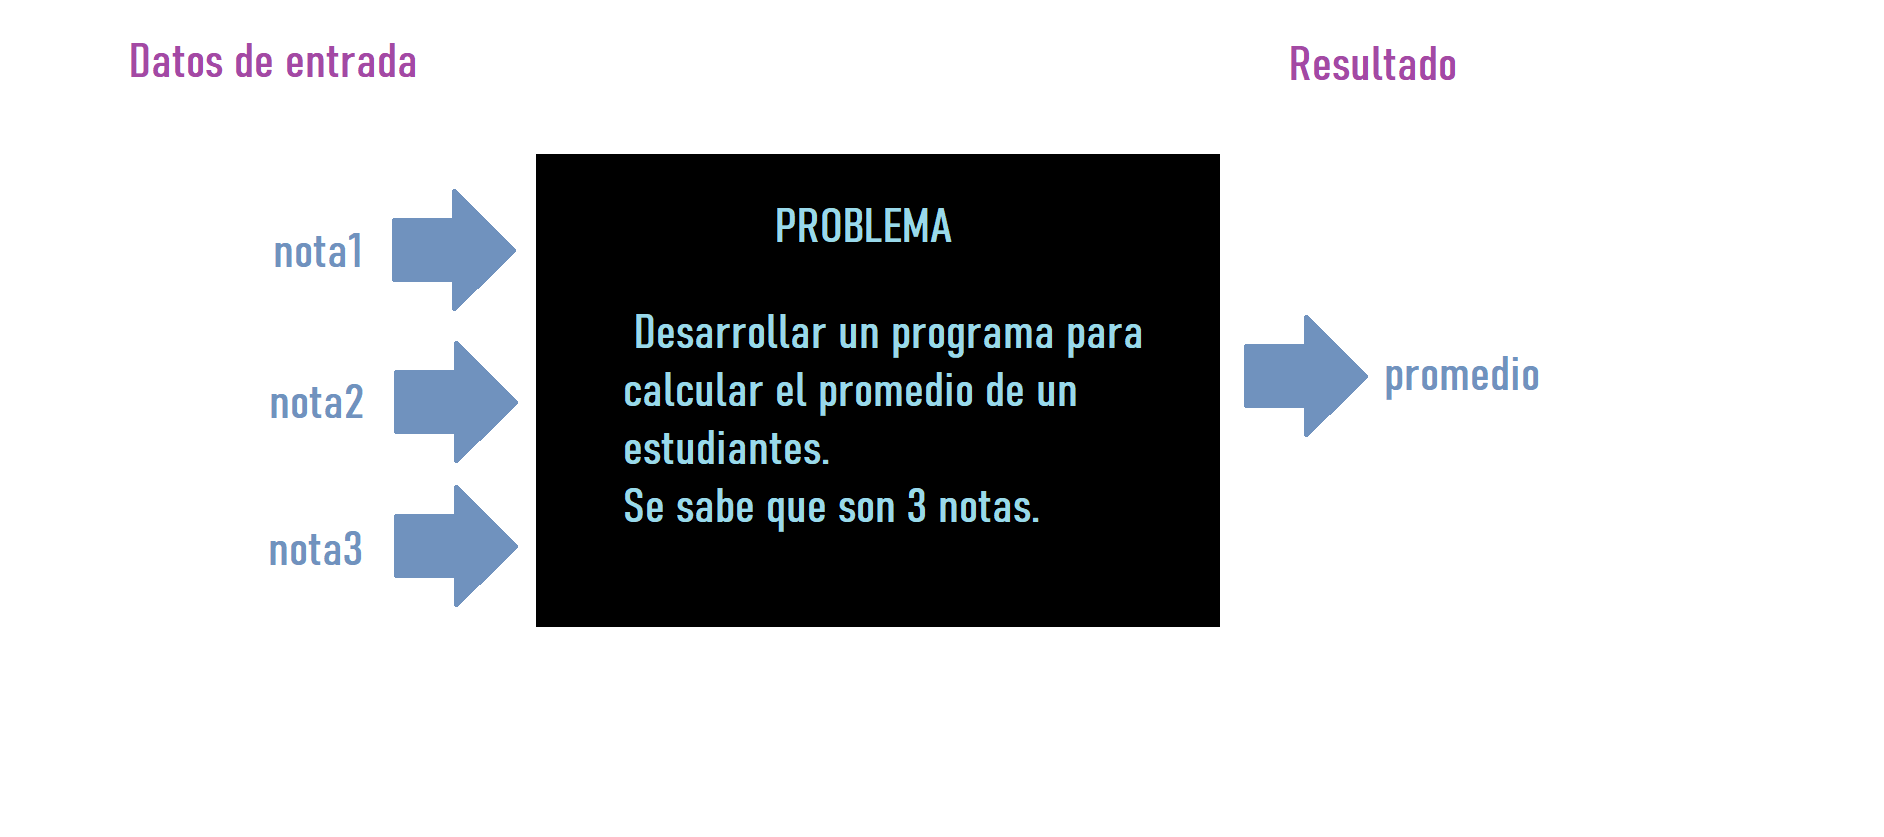 Datos de entrada
Resultado
PROBLEMA
nota1
Desarrollar un programa para
calcular el promedio de un
estudiantes.
Se sabe que son 3 notas.
nota2
nota3
promedio